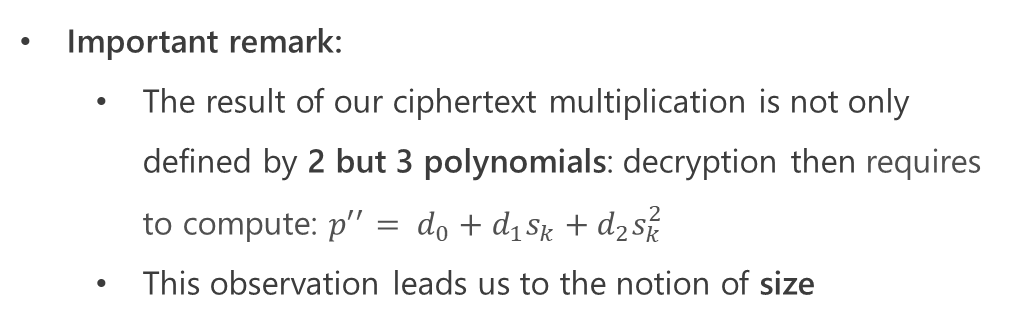 • Important remark:
• The result of our ciphertext multiplication is not only
defined by 2 but 3 polynomials: decryption then requires
to compute: p′′ = d₀ + d₁sₖ + d₂sₖ²
• This observation leads us to the notion of size